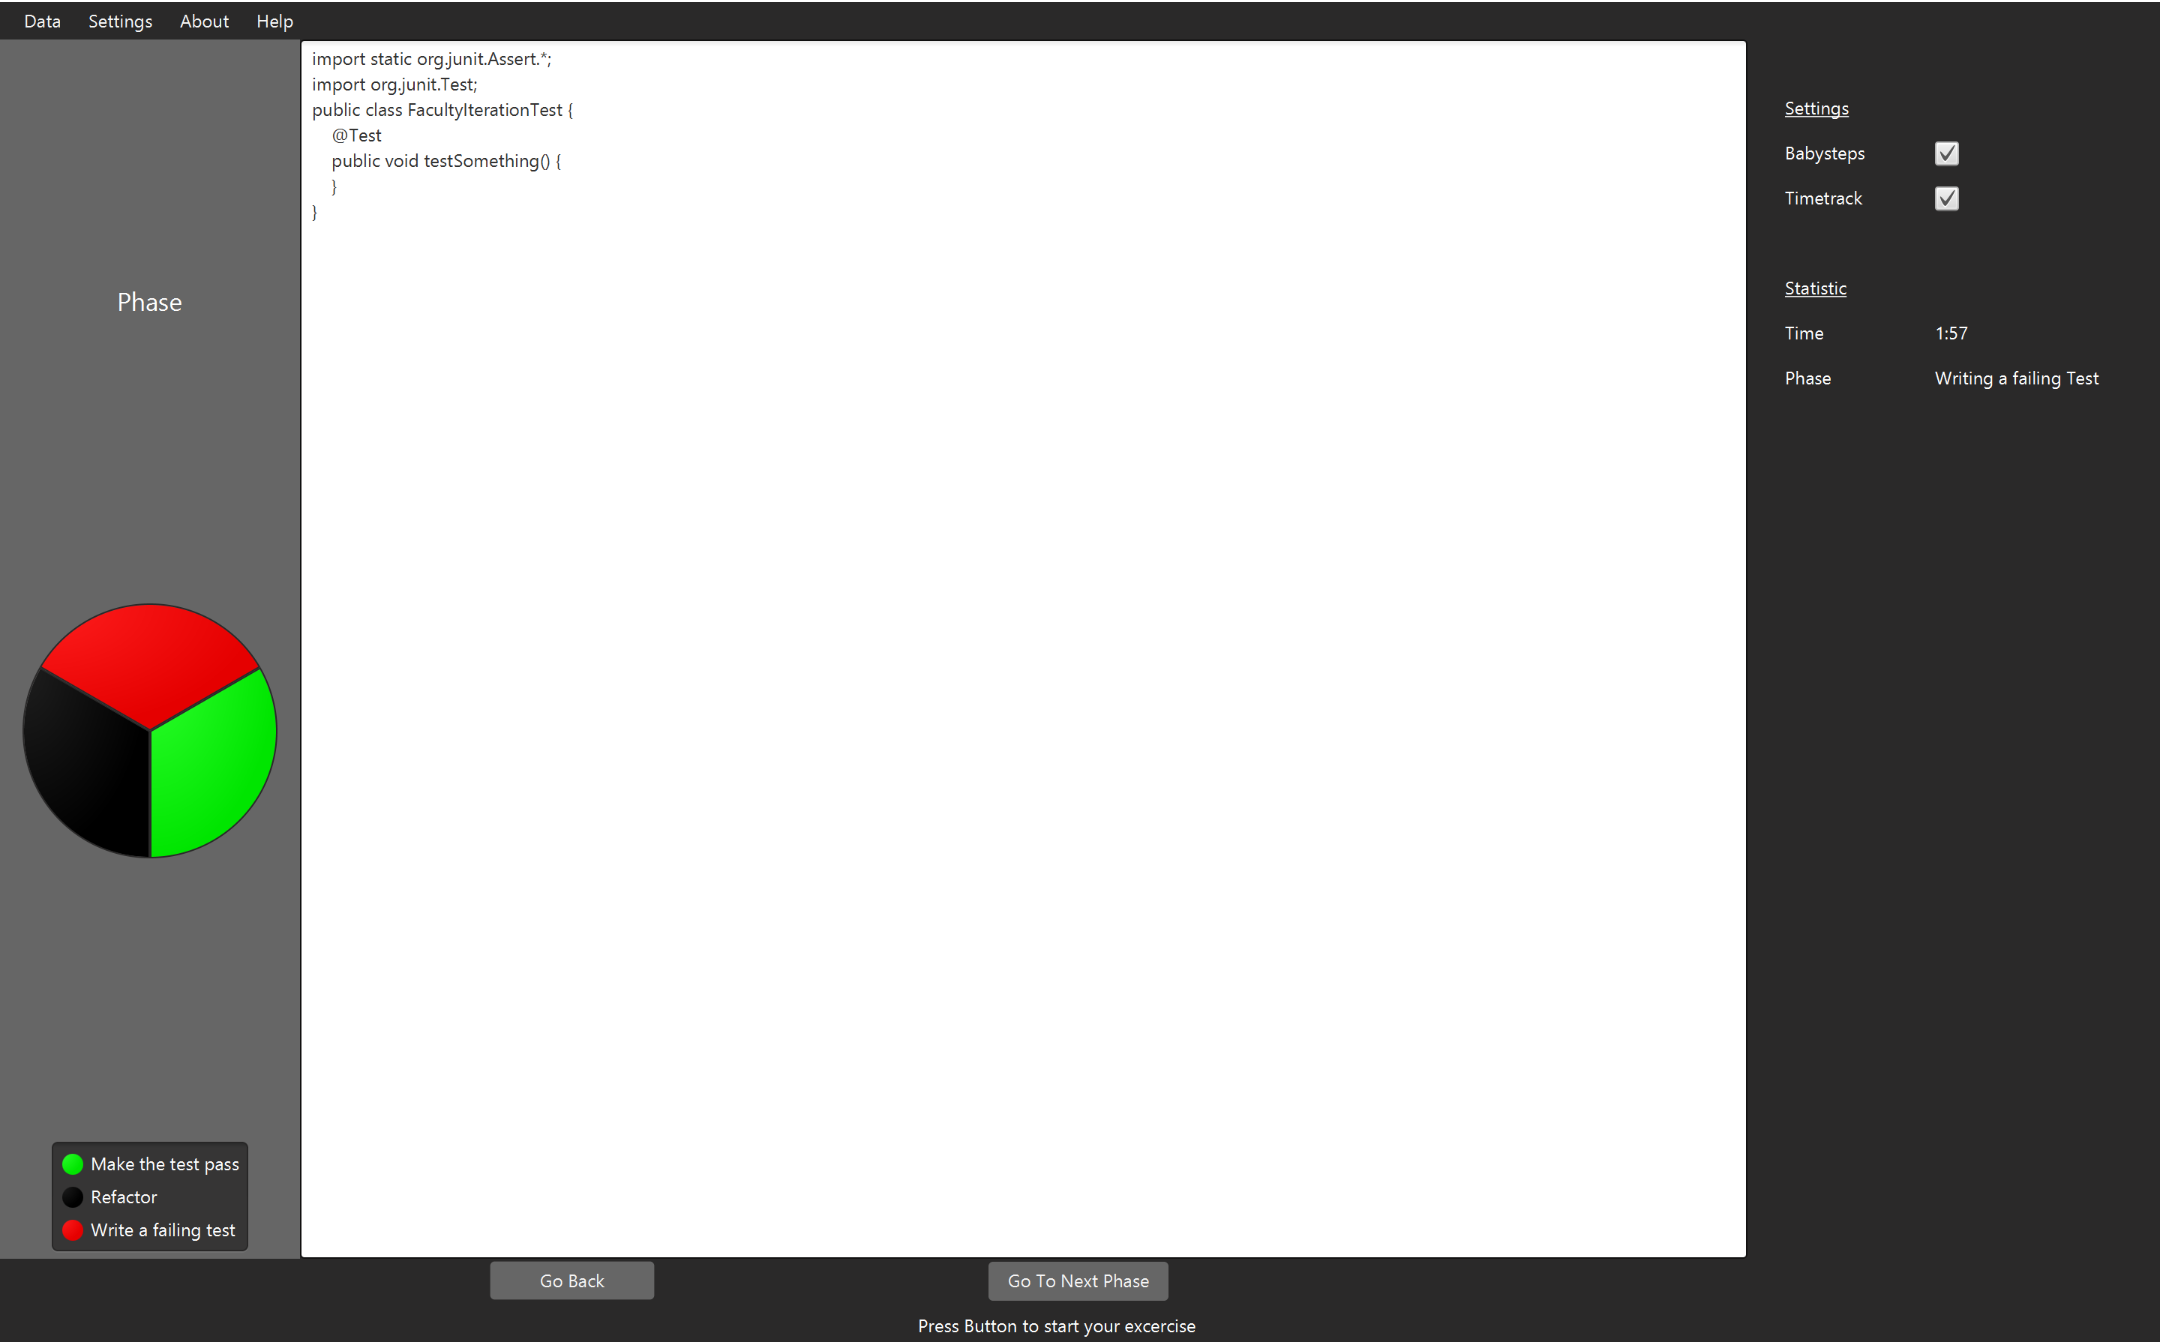 Data Settings About Help
import static org.junit.Assert.*;
import org.junit.Test;
public class FacultyIterationTest {
@Test
public void testSomething() {
}
}
Phase
Make the test pass
Refactor
Write a failing test
Settings
Babysteps
Timetrack
Statistic
Time 1:57
Phase Writing a failing Test
Go Back Go To Next Phase
Press Button to start your excercise